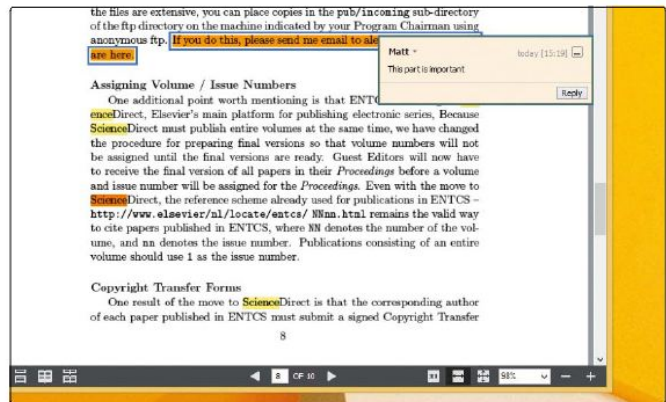 the files are extensive, you can place copies in the pub/incoming sub-directory
of the ftp directory on the machine indicated by your Program Chairman using
anonymous ftp. If you do this, please send me email to
are here.
Matt
today [15:19]
This part is important
Reply
Assigning Volume / Issue Numbers
One additional point worth mentioning is that
enceDirect, Elsevier's main platform for publishing electronic series, Because
ScienceDirect must publish entire volumes at the same time, we have changed
the procedure for preparing final versions so that volume numbers will not
be assigned until the final versions are ready. Guest Editors will now have
to receive the final version of all papers in their Proceedings before a volume
and issue number will be assigned for the Proceedings. Even with the move to
ScienceDirect, the reference scheme already used for publications in ENTCS –
http://www.elsevier/nl/locate/entcs/ NNnn.html remains the valid way
to cite papers published in ENTCS, where NN denotes the number of the vol-
ume, and nn denotes the issue number. Publications consisting of an entire
volume should use 1 as the issue number.
Copyright Transfer Forms
One result of the move to ScienceDirect is that the corresponding author
of each paper published in ENTCS must submit a signed Copyright Transfer
8
8 OF 10
98%